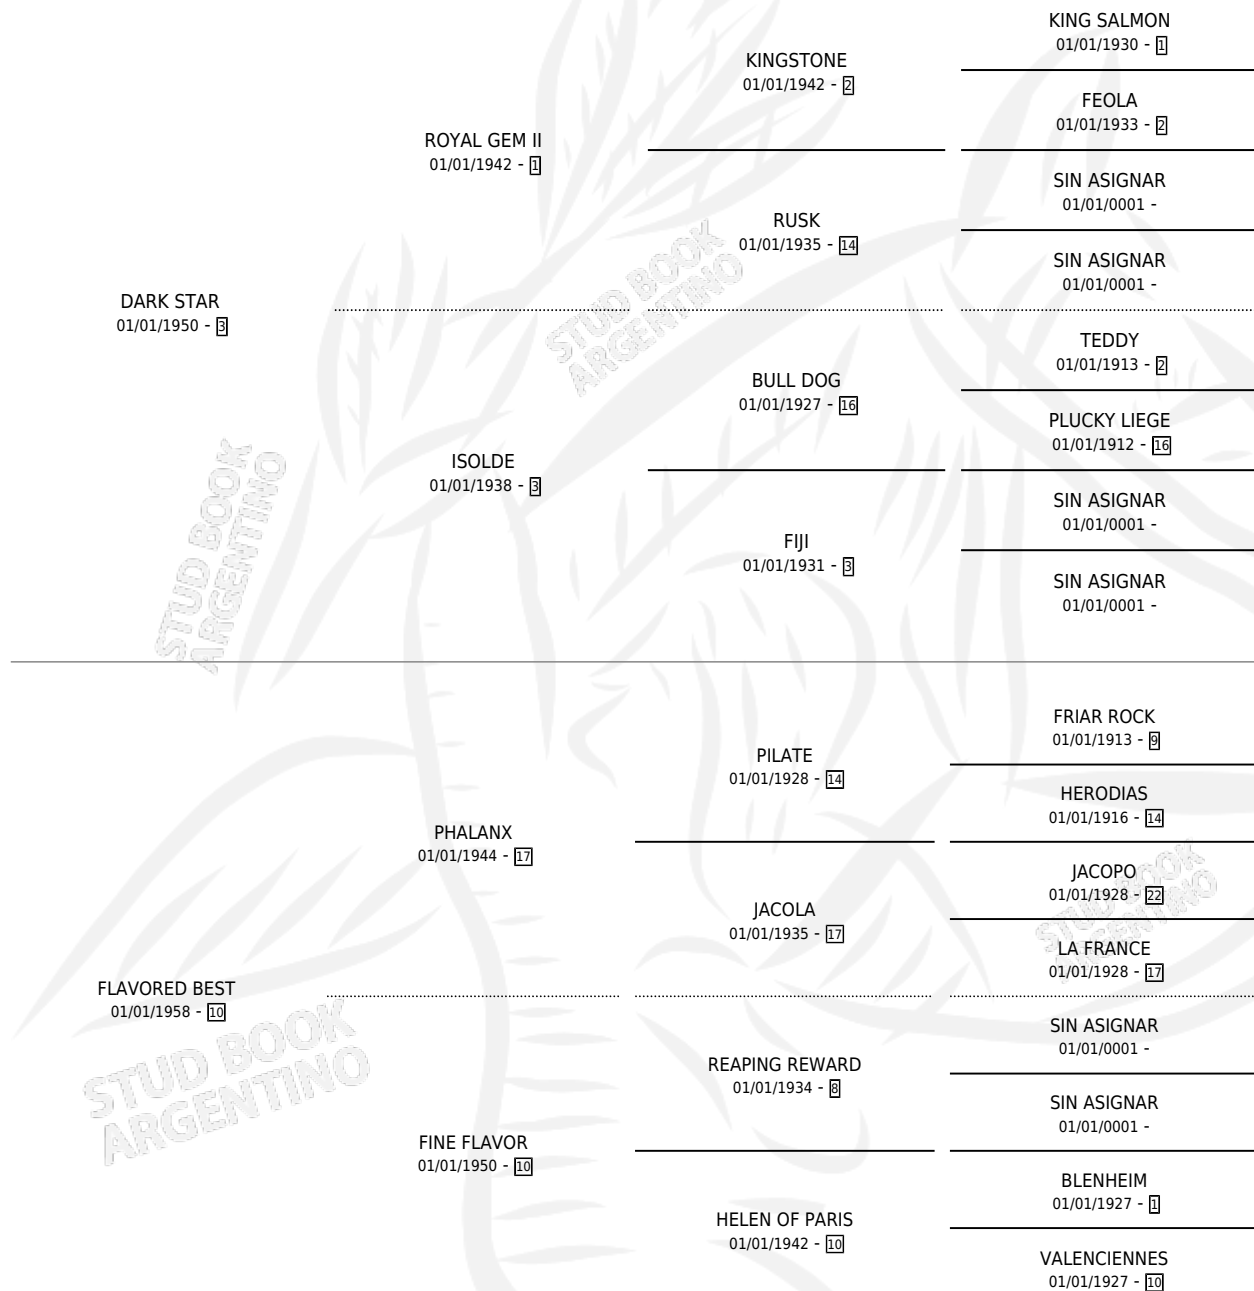 KING SALMON
01/01/1930 - 1
KINGSTONE
01/01/1942 - 2
FEOLA
01/01/1933 - 2
ROYAL GEM II
01/01/1942 - 1
SIN ASIGNAR
01/01/0001 -
RUSK
01/01/1935 - 14
SIN ASIGNAR
01/01/0001 -
DARK STAR
01/01/1950 - 3
TEDDY
01/01/1913 - 2
BULL DOG
01/01/1927 - 16
PLUCKY LIEGE
01/01/1912 - 16
ISOLDE
01/01/1938 - 3
SIN ASIGNAR
01/01/0001 -
FIJI
01/01/1931 - 3
SIN ASIGNAR
01/01/0001 -
FRIAR ROCK
01/01/1913 - 9
PILATE
01/01/1928 - 14
HERODIAS
01/01/1916 - 14
PHALANX
01/01/1944 - 17
JACOPO
01/01/1928 - 22
JACOLA
01/01/1935 - 17
LA FRANCE
01/01/1928 - 17
FLAVORED BEST
01/01/1958 - 10
SIN ASIGNAR
01/01/0001 -
REAPING REWARD
01/01/1934 - 8
SIN ASIGNAR
01/01/0001 -
FINE FLAVOR
01/01/1950 - 10
BLENHEIM
01/01/1927 - 1
HELEN OF PARIS
01/01/1942 - 10
VALENCIENNES
01/01/1927 - 10
STUD BOOK
ARGENTINO
STUD BOOK
ARGENTINO
STUD BOOK
ARGENTINO
STUD BOOK
ARGENTINO